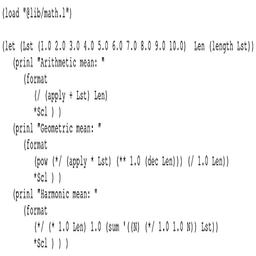 (load "@lib/math.l")
(let (Lst (1.0 2.0 3.0 4.0 5.0 6.0 7.0 8.0 9.0 10.0) Len (length Lst))
(prinl "Arithmetic mean: "
(format
(/ (apply + Lst) Len)
*Scl ) )
(prinl "Geometric mean: "
(format
(pow (*/ (apply * Lst) (** 1.0 (dec Len))) (/ 1.0 Len))
*Scl ) )
(prinl "Harmonic mean: "
(format
(*/ (* 1.0 Len) 1.0 (sum '((N) (*/ 1.0 1.0 N)) Lst))
*Scl ) ) )